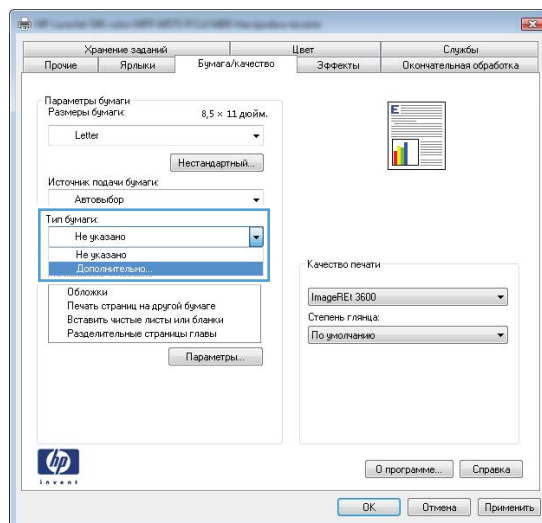 Хранение заданий Цвет Службы
Прочие Ярлыки Бумага/качество Эффекты Окончательная обработка
Параметры бумаги
Размеры бумаги: 8,5 × 11 дюйм.
Letter
Нестандартный...
Источник подачи бумаги:
Автовыбор
Тип бумаги:
Не указано
Не указано
Дополнительно...
Обложки
Печать страниц на другой бумаге
Вставить чистые листы или бланки
Разделительные страницы главы
Параметры...
E
Качество печати
ImageREt 3600
Степень глянца:
По умолчанию
hp
invent
О программе... Справка
OK Отмена Применить